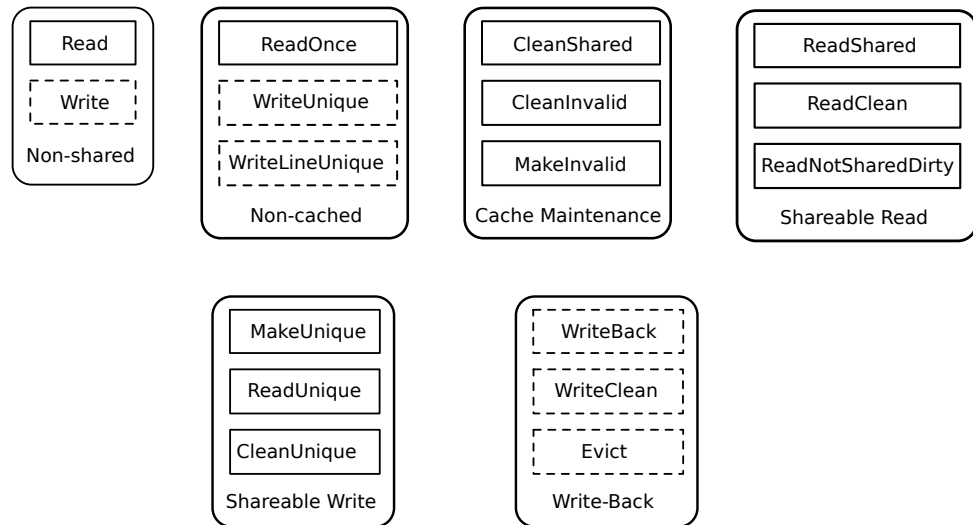 Read
Write
Non-shared
ReadOnce
WriteUnique
WriteLineUnique
Non-cached
CleanShared
CleanInvalid
MakeInvalid
Cache Maintenance
ReadShared
ReadClean
ReadNotSharedDirty
Shareable Read
MakeUnique
ReadUnique
CleanUnique
Shareable Write
WriteBack
WriteClean
Evict
Write-Back